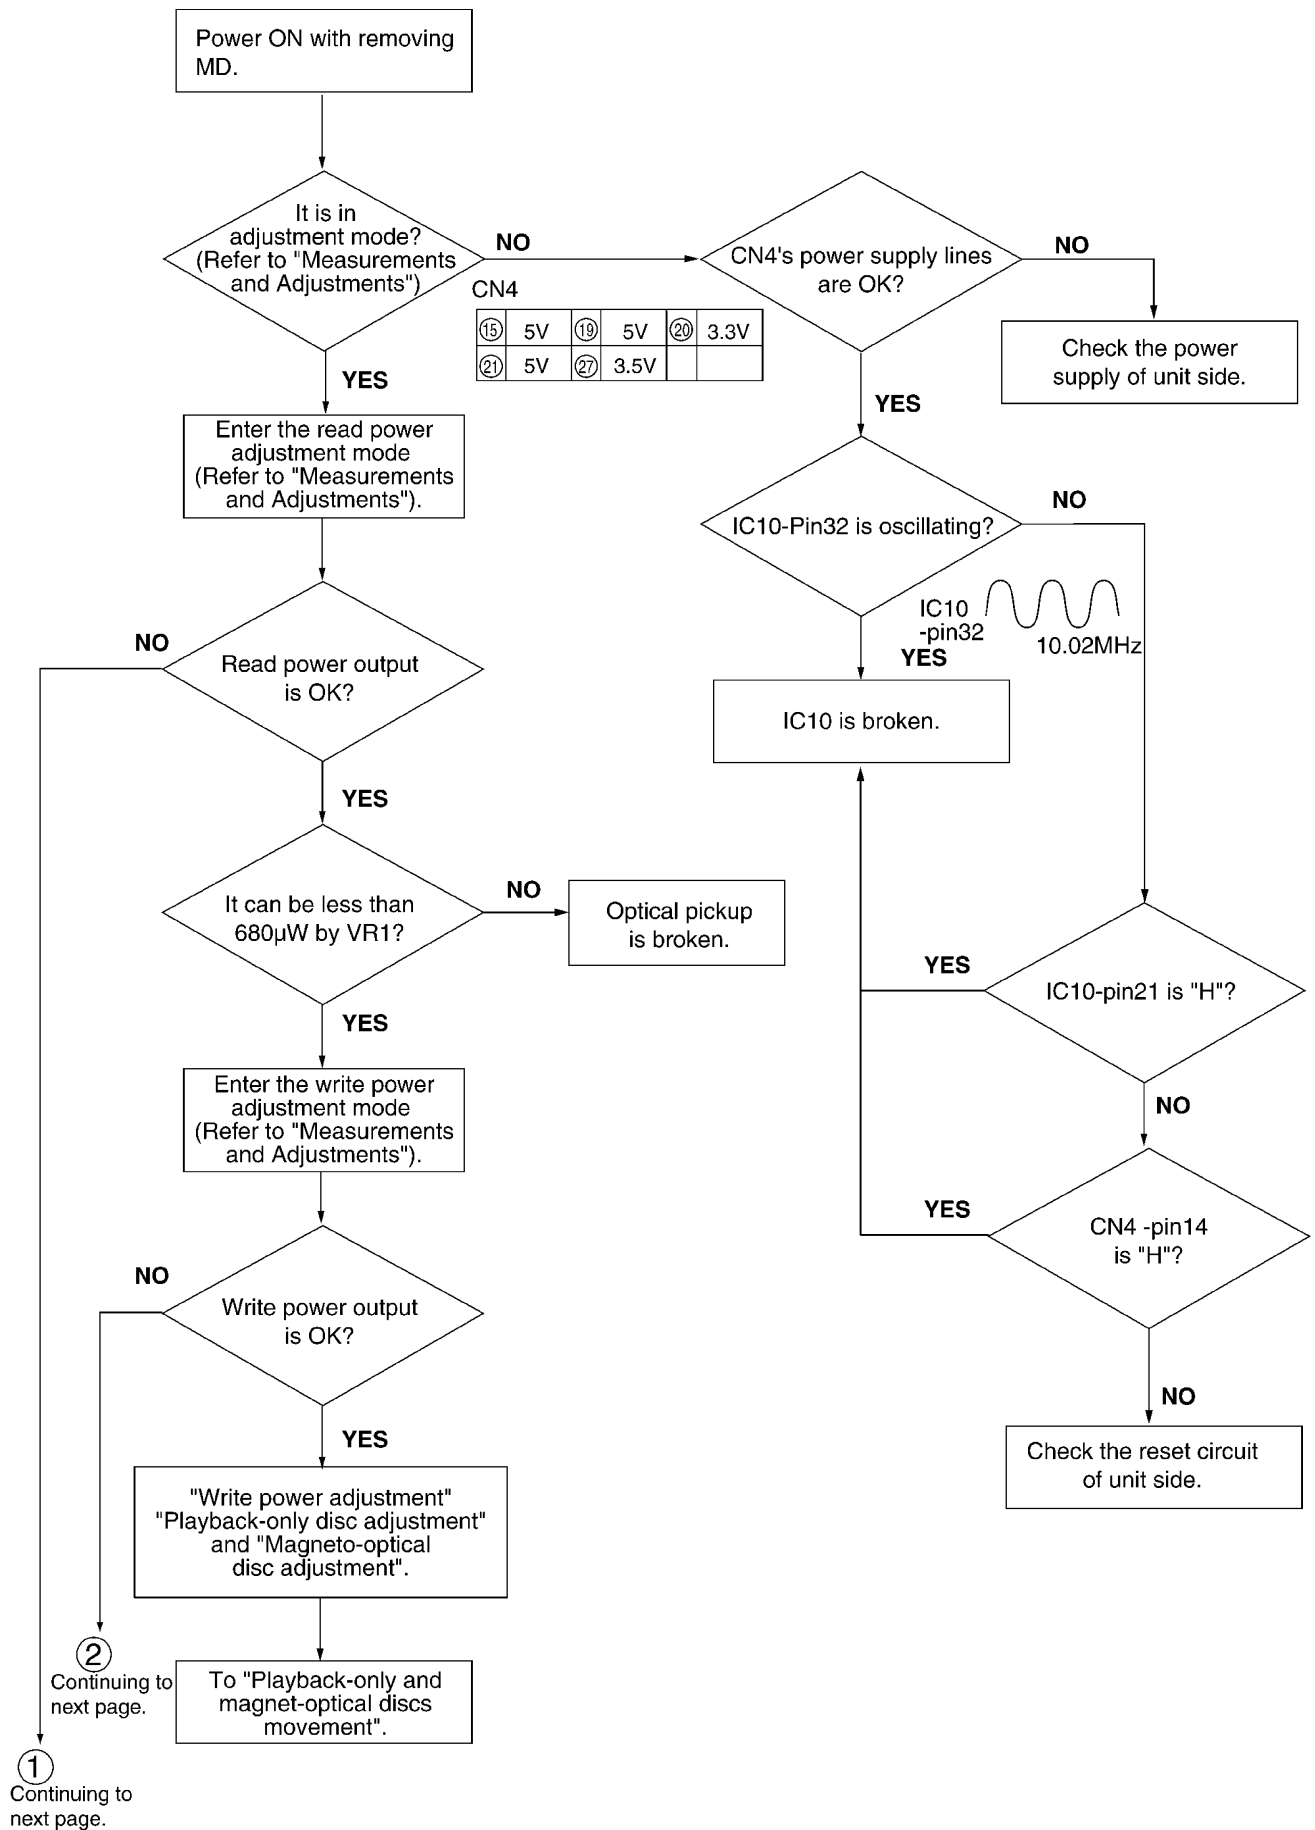 Power ON with removing
MD.
It is in
adjustment mode?
(Refer to "Measurements
and Adjustments")
NO
CN4
⑮ 5V ⑲ 5V ⑳ 3.3V
㉑ 5V ㉗ 3.5V
CN4's power supply lines
are OK?
NO
Check the power
supply of unit side.
YES
YES
Enter the read power
adjustment mode
(Refer to "Measurements
and Adjustments").
IC10-Pin32 is oscillating?
NO
IC10
-pin32
10.02MHz
YES
NO
Read power output
is OK?
IC10 is broken.
YES
It can be less than
680µW by VR1?
NO
Optical pickup
is broken.
YES
IC10-pin21 is "H"?
YES
NO
Enter the write power
adjustment mode
(Refer to "Measurements
and Adjustments").
YES
CN4 -pin14
is "H"?
NO
NO
Write power output
is OK?
YES
Check the reset circuit
of unit side.
"Write power adjustment"
"Playback-only disc adjustment"
and "Magneto-optical
disc adjustment".
②
Continuing to
next page.
To "Playback-only and
magnet-optical discs
movement".
①
Continuing to
next page.